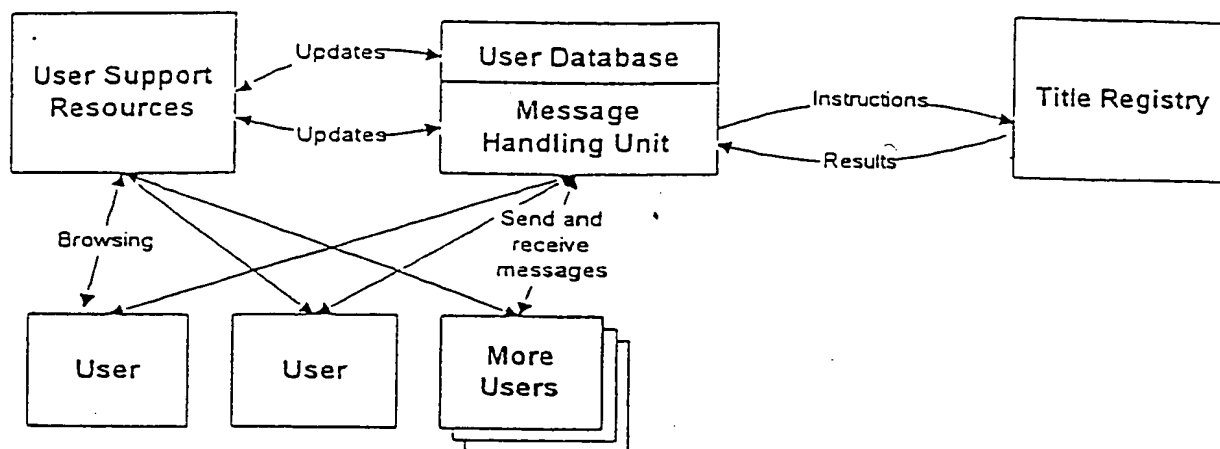 User Support
Resources
Updates
Updates
User Database
Message
Handling Unit
Instructions
Results
Title Registry
Browsing
Send and
receive
messages
User
User
More
Users